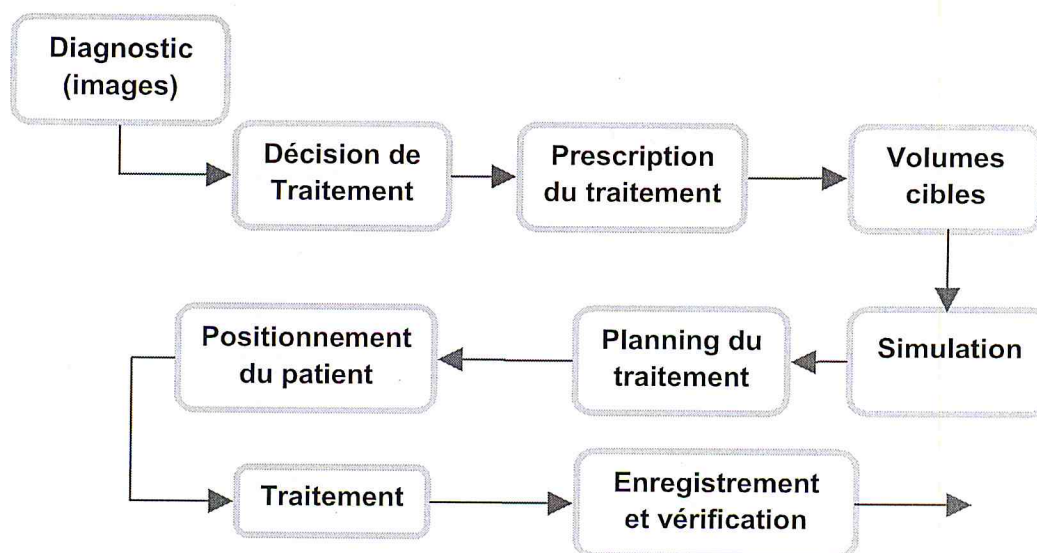 Diagnostic
(images)
Décision de
Traitement
Prescription
du traitement
Volumes
cibles
Simulation
Planning du
traitement
Positionnement
du patient
Traitement
Enregistrement
et vérification